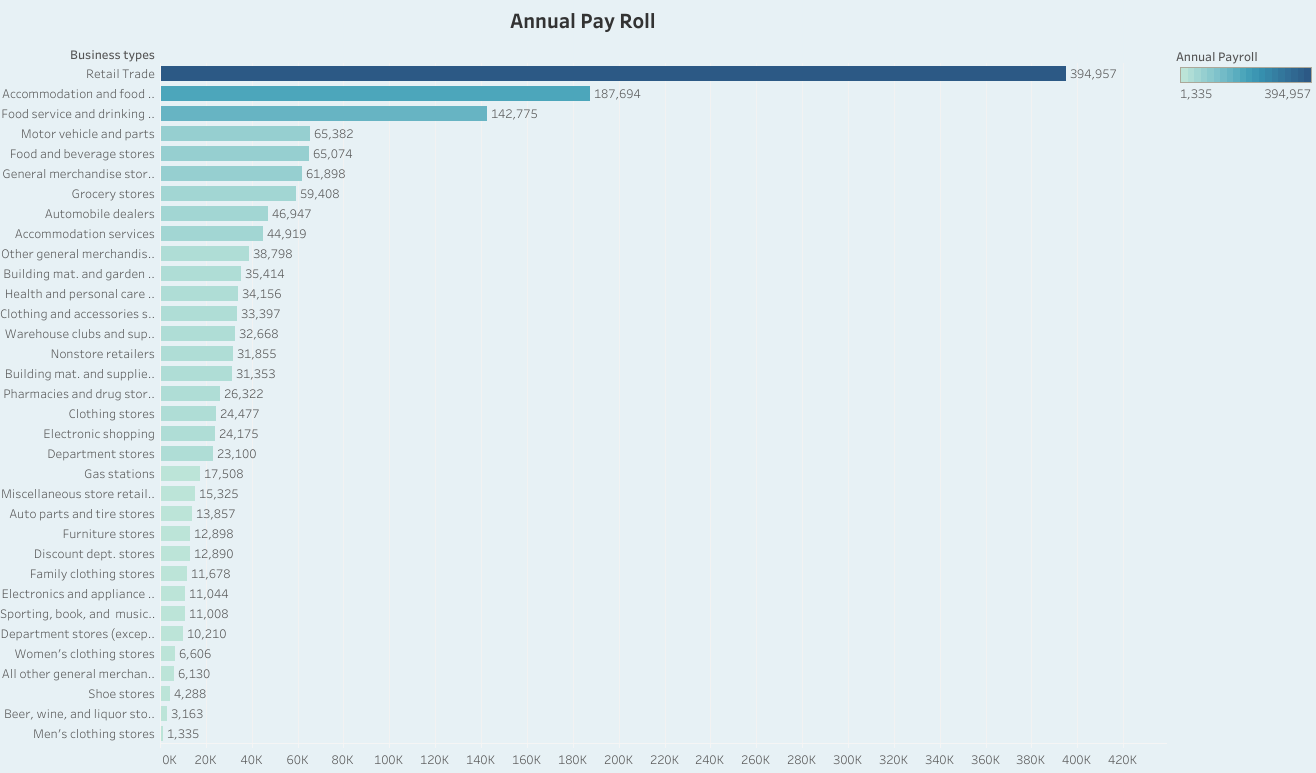 Annual Pay Roll
Business types
Annual Payroll
1,335 394,957
Retail Trade 394,957
Accommodation and food .. 187,694
Food service and drinking .. 142,775
Motor vehicle and parts 65,382
Food and beverage stores 65,074
General merchandise stor.. 61,898
Grocery stores 59,408
Automobile dealers 46,947
Accommodation services 44,919
Other general merchandis.. 38,798
Building mat. and garden .. 35,414
Health and personal care .. 34,156
Clothing and accessories s.. 33,397
Warehouse clubs and sup.. 32,668
Nonstore retailers 31,855
Building mat. and supplie.. 31,353
Pharmacies and drug stor.. 26,322
Clothing stores 24,477
Electronic shopping 24,175
Department stores 23,100
Gas stations 17,508
Miscellaneous store retail.. 15,325
Auto parts and tire stores 13,857
Furniture stores 12,898
Discount dept. stores 12,890
Family clothing stores 11,678
Electronics and appliance .. 11,044
Sporting, book, and  music.. 11,008
Department stores (excep.. 10,210
Women's clothing stores 6,606
All other general merchan.. 6,130
Shoe stores 4,288
Beer, wine, and liquor sto.. 3,163
Men's clothing stores 1,335
0K 20K 40K 60K 80K 100K 120K 140K 160K 180K 200K 220K 240K 260K 280K 300K 320K 340K 360K 380K 400K 420K